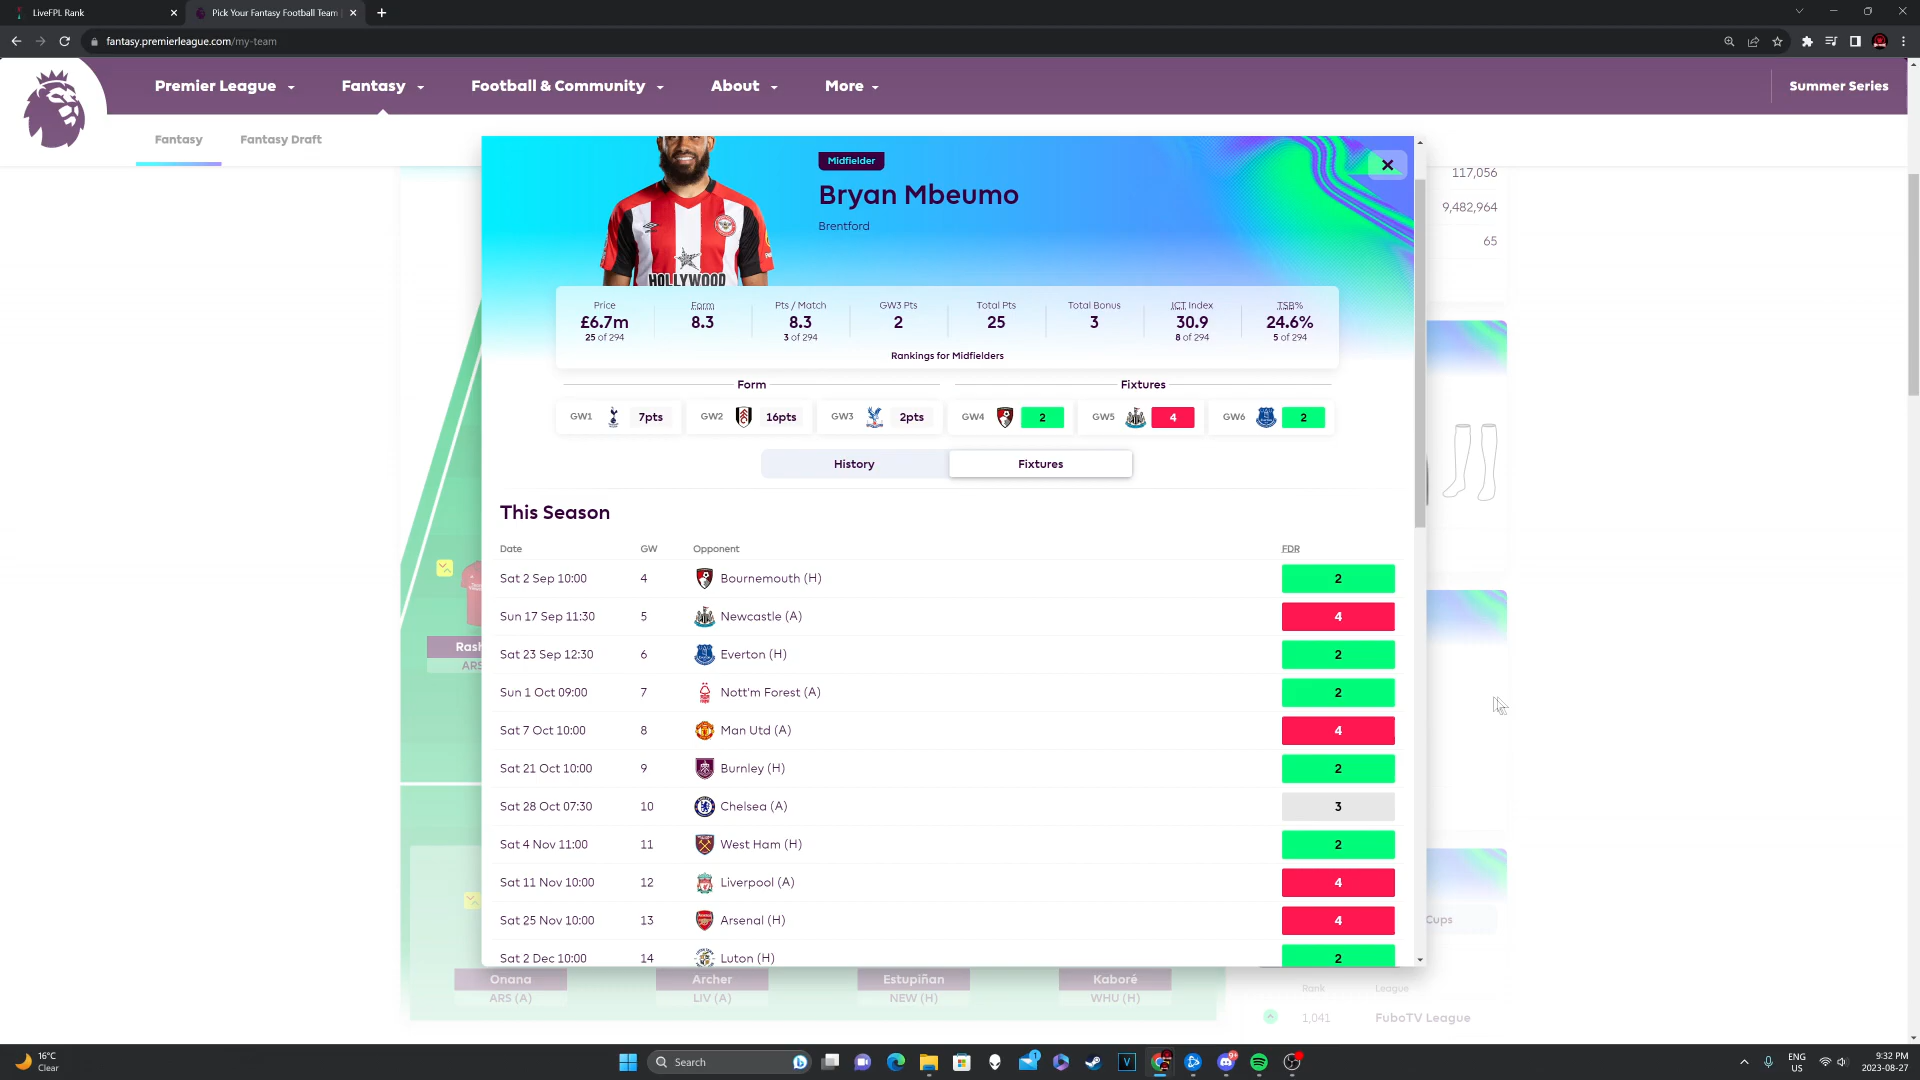 LiveFPL Rank
Pick Your Fantasy Football Team |
fantasy.premierleague.com/my-team
Premier League
Fantasy
Football & Community
About
More
Summer Series
Fantasy
Fantasy Draft
117,056
9,482,964
65
Midfielder
Bryan Mbeumo
Brentford
HOLLYWOOD
Price Form Pts / Match GW3 Pts Total Pts Total Bonus ICT Index TSB%
£6.7m 8.3 8.3 2 25 3 30.9 24.6%
25 of 294 3 of 294 8 of 294 5 of 294
Rankings for Midfielders
Form Fixtures
GW1 7pts GW2 16pts GW3 2pts GW4 2 GW5 4 GW6 2
History Fixtures
This Season
Date GW Opponent FDR
Sat 2 Sep 10:00 4 Bournemouth (H) 2
Sun 17 Sep 11:30 5 Newcastle (A) 4
Sat 23 Sep 12:30 6 Everton (H) 2
Sun 1 Oct 09:00 7 Nott'm Forest (A) 2
Sat 7 Oct 10:00 8 Man Utd (A) 4
Sat 21 Oct 10:00 9 Burnley (H) 2
Sat 28 Oct 07:30 10 Chelsea (A) 3
Sat 4 Nov 11:00 11 West Ham (H) 2
Sat 11 Nov 10:00 12 Liverpool (A) 4
Sat 25 Nov 10:00 13 Arsenal (H) 4
Sat 2 Dec 10:00 14 Luton (H) 2
Rash
ARS
Cups
Onana Archer Estupiñan Kaboré
ARS (A) LIV (A) NEW (H) WHU (H)
Rank League
1,041 FuboTV League
16°C
Clear
Search
ENG
US
9:32 PM
2023-08-27